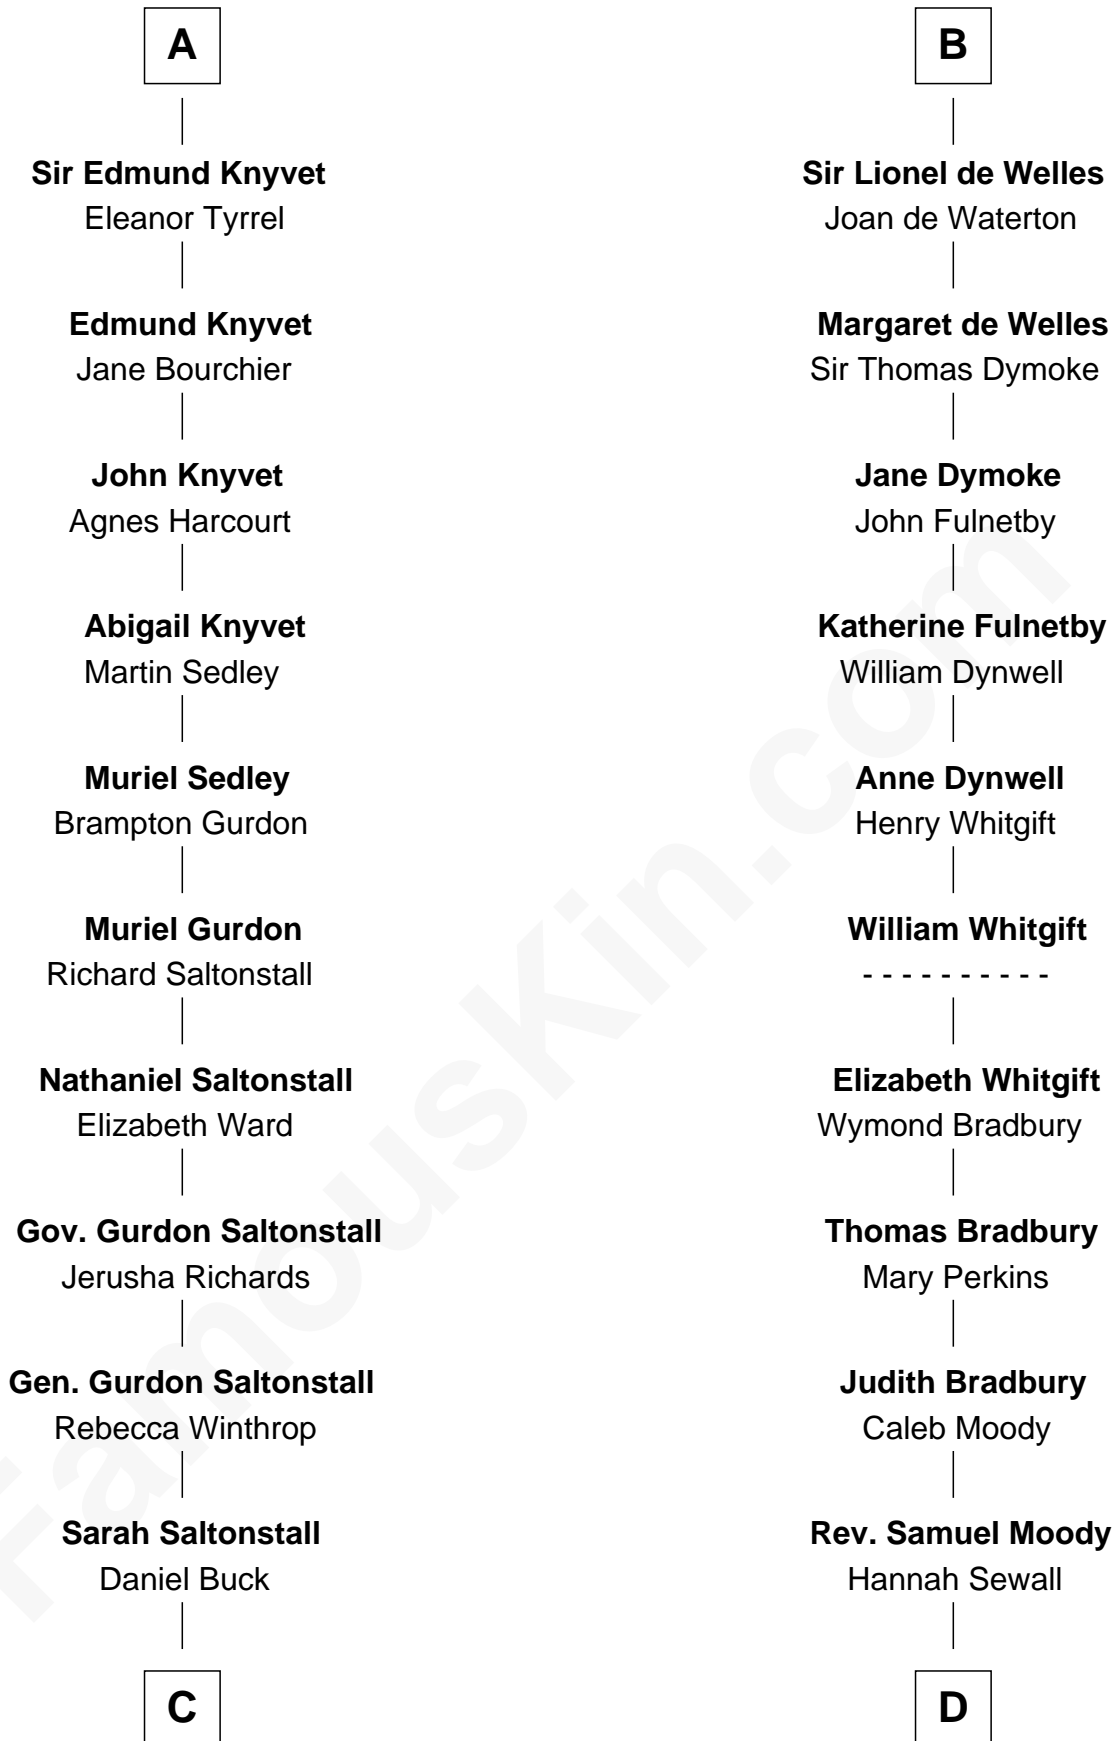 A
Sir Edmund Knyvet
Eleanor Tyrrel
Edmund Knyvet
Jane Bourchier
John Knyvet
Agnes Harcourt
Abigail Knyvet
Martin Sedley
Muriel Sedley
Brampton Gurdon
Muriel Gurdon
Richard Saltonstall
Nathaniel Saltonstall
Elizabeth Ward
Gov. Gurdon Saltonstall
Jerusha Richards
Gen. Gurdon Saltonstall
Rebecca Winthrop
Sarah Saltonstall
Daniel Buck
C
B
Sir Lionel de Welles
Joan de Waterton
Margaret de Welles
Sir Thomas Dymoke
Jane Dymoke
John Fulnetby
Katherine Fulnetby
William Dynwell
Anne Dynwell
Henry Whitgift
William Whitgift
- - - - - - - - - -
Elizabeth Whitgift
Wymond Bradbury
Thomas Bradbury
Mary Perkins
Judith Bradbury
Caleb Moody
Rev. Samuel Moody
Hannah Sewall
D
FamousKin.com